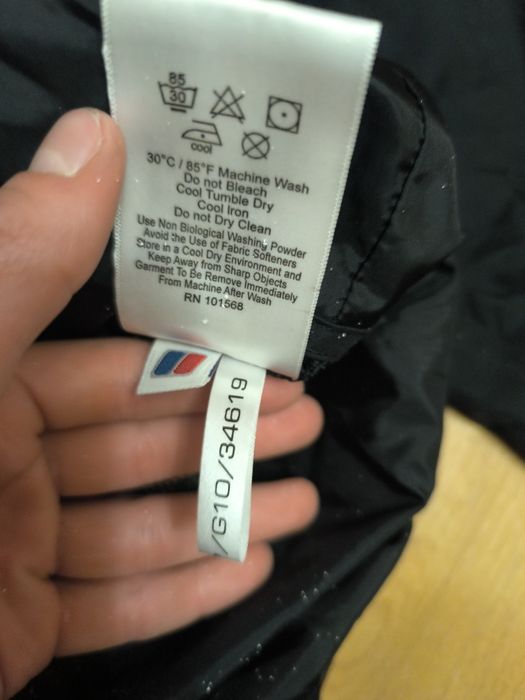 85
30
cool
30°C / 85°F Machine Wash
Do not Bleach
Cool Tumble Dry
Cool Iron
Do not Dry Clean
Use Non Biological Washing Powder
Avoid the Use of Fabric Softeners
Store in a Cool Dry Environment and
Keep Away from Sharp Objects
Garment To Be Remove Immediately
From Machine After Wash
RN 101568
/G10/34619